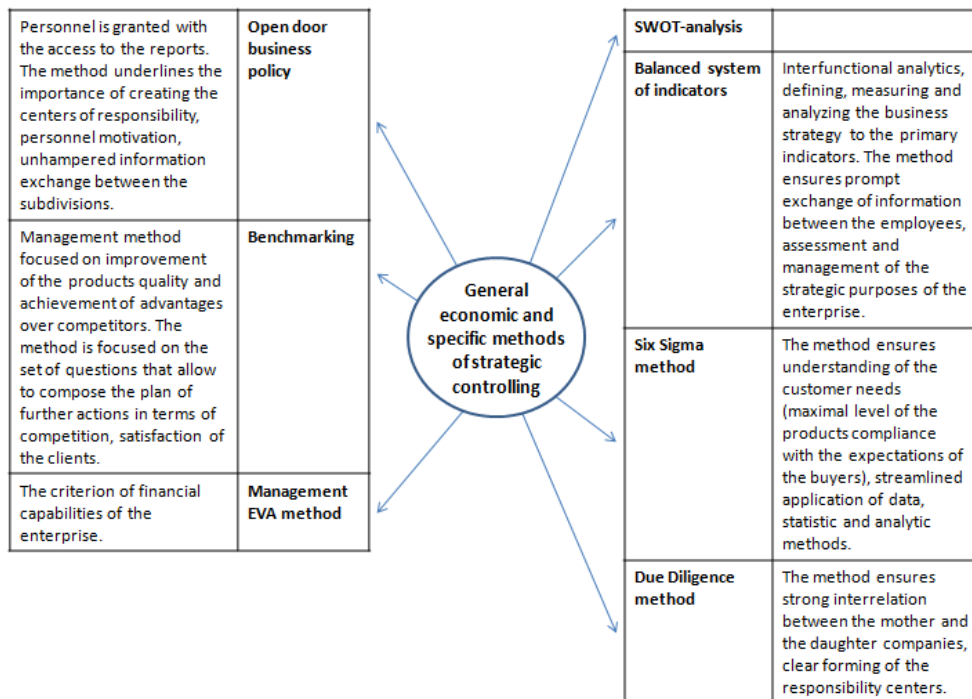 Personnel is granted with
the access to the reports.
The method underlines the
importance of creating the
centers of responsibility,
personnel motivation,
unhampered information
exchange between the
subdivisions.
Open door
business
policy
Management method
focused on improvement
of the products quality and
achievement of advantages
over competitors. The
method is focused on the
set of questions that allow
to compose the plan of
further actions in terms of
competition, satisfaction of
the clients.
Benchmarking
The criterion of financial
capabilities of the
enterprise.
Management
EVA method
General
economic and
specific methods
of strategic
controlling
SWOT-analysis
Balanced system
of indicators
Interfunctional analytics,
defining, measuring and
analyzing the business
strategy to the primary
indicators. The method
ensures prompt
exchange of information
between the employees,
assessment and
management of the
strategic purposes of the
enterprise.
Six Sigma
method
The method ensures
understanding of the
customer needs
(maximal level of the
products compliance
with the expectations of
the buyers), streamlined
application of data,
statistic and analytic
methods.
Due Diligence
method
The method ensures
strong interrelation
between the mother and
the daughter companies,
clear forming of the
responsibility centers.